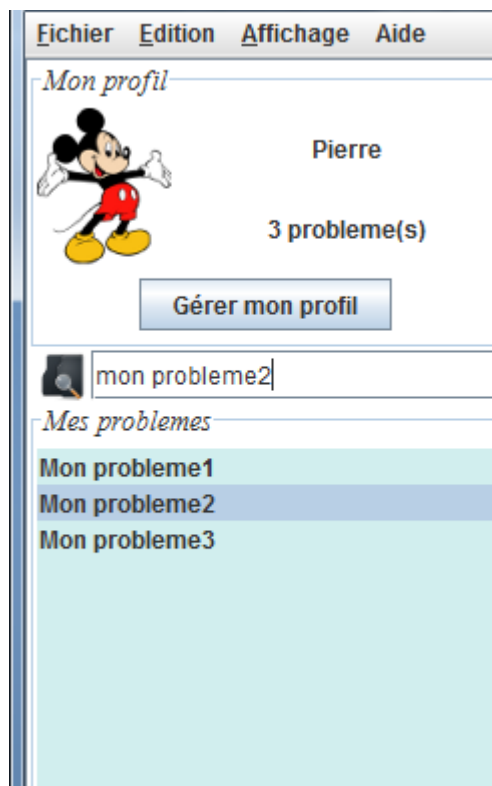 Fichier Edition Affichage Aide
Mon profil
Pierre
3 probleme(s)
Gérer mon profil
mon probleme2
Mes problemes
Mon probleme1
Mon probleme2
Mon probleme3